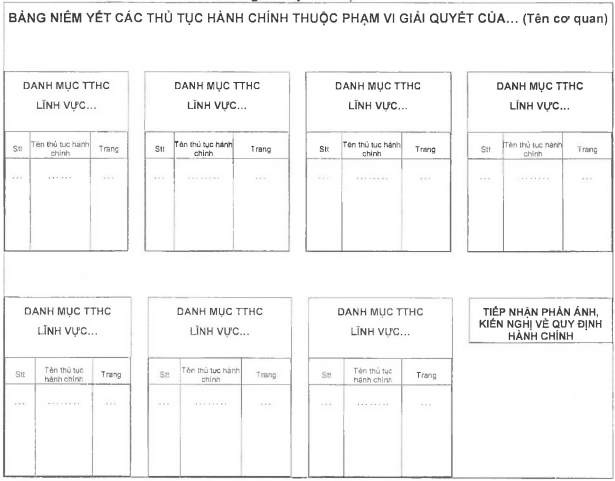 BẢNG NIÊM YẾT CÁC THỦ TỤC HÀNH CHÍNH THUỘC PHẠM VI GIẢI QUYẾT CỦA... (Tên cơ quan)
DANH MỤC TTHC
LĨNH VỰC...
Stt
Tên thủ tục hành
chính
Trang
...
......
...
DANH MỤC TTHC
LĨNH VỰC...
Stt
Tên thủ tục hành
chính
Trang
...
........
...
DANH MỤC TTHC
LĨNH VỰC...
Stt
Tên thủ tục hành
chính
Trang
...
........
...
DANH MỤC TTHC
LĨNH VỰC...
Stt
Tên thủ tục hành
chính
Trang
...
........
...
DANH MỤC TTHC
LĨNH VỰC...
Stt
Tên thủ tục
hành chính
Trang
...
........
...
DANH MỤC TTHC
LĨNH VỰC...
Stt
Tên thủ tục hành
chính
Trang
...
........
...
DANH MỤC TTHC
LĨNH VỰC...
Stt
Tên thủ tục
hành chính
Trang
...
........
...
TIẾP NHẬN PHẢN ÁNH,
KIẾN NGHỊ VỀ QUY ĐỊNH
HÀNH CHÍNH